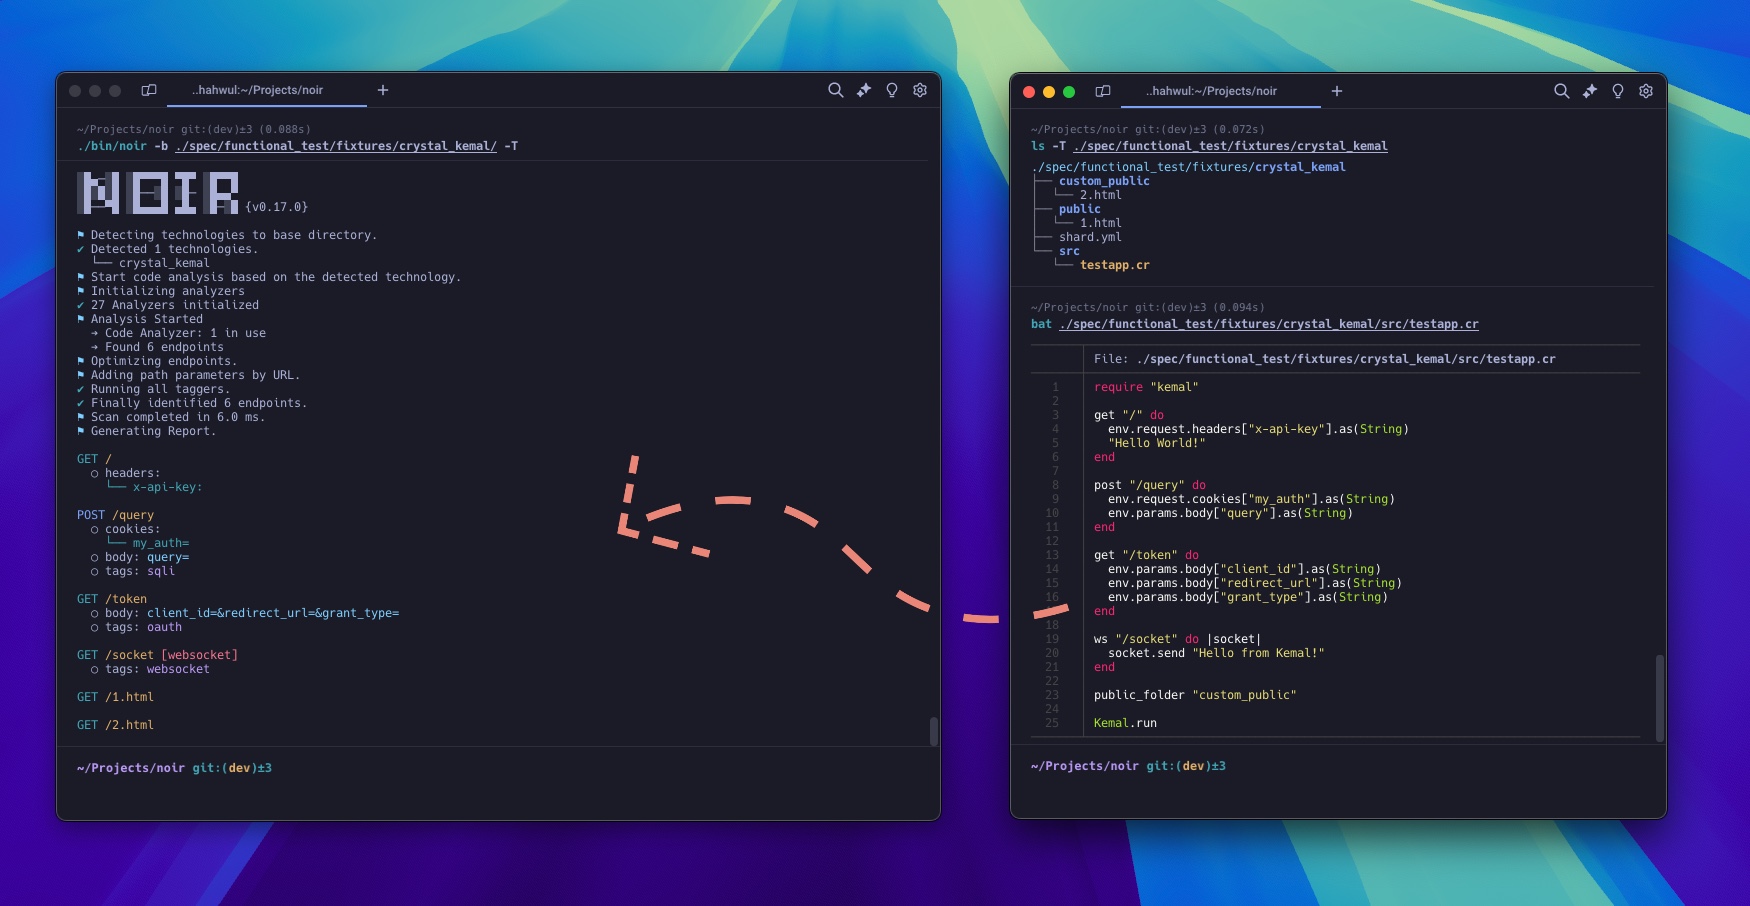 ..hahwul:~/Projects/noir
~/Projects/noir git:(dev)±3 (0.088s)
./bin/noir -b ./spec/functional_test/fixtures/crystal_kemal/ -T
NOIR {v0.17.0}
⚑ Detecting technologies to base directory.
✔ Detected 1 technologies.
└── crystal_kemal
⚑ Start code analysis based on the detected technology.
⚑ Initializing analyzers
✔ 27 Analyzers initialized
⚑ Analysis Started
➔ Code Analyzer: 1 in use
➔ Found 6 endpoints
⚑ Optimizing endpoints.
⚑ Adding path parameters by URL.
✔ Running all taggers.
✔ Finally identified 6 endpoints.
⚑ Scan completed in 6.0 ms.
⚑ Generating Report.
GET /
○ headers:
└── x-api-key:
POST /query
○ cookies:
└── my_auth=
○ body: query=
○ tags: sqli
GET /token
○ body: client_id=&redirect_url=&grant_type=
○ tags: oauth
GET /socket [websocket]
○ tags: websocket
GET /1.html
GET /2.html
~/Projects/noir git:(dev)±3
..hahwul:~/Projects/noir
~/Projects/noir git:(dev)±3 (0.072s)
ls -T ./spec/functional_test/fixtures/crystal_kemal
./spec/functional_test/fixtures/crystal_kemal
├── custom_public
│  └── 2.html
├── public
│  └── 1.html
├── shard.yml
└── src
   └── testapp.cr
~/Projects/noir git:(dev)±3 (0.094s)
bat ./spec/functional_test/fixtures/crystal_kemal/src/testapp.cr
File: ./spec/functional_test/fixtures/crystal_kemal/src/testapp.cr
1 require "kemal"
2
3 get "/" do
4 env.request.headers["x-api-key"].as(String)
5 "Hello World!"
6 end
7
8 post "/query" do
9 env.request.cookies["my_auth"].as(String)
10 env.params.body["query"].as(String)
11 end
12
13 get "/token" do
14 env.params.body["client_id"].as(String)
15 env.params.body["redirect_url"].as(String)
16 env.params.body["grant_type"].as(String)
end
18
19 ws "/socket" do |socket|
20 socket.send "Hello from Kemal!"
21 end
22
23 public_folder "custom_public"
24
25 Kemal.run
~/Projects/noir git:(dev)±3